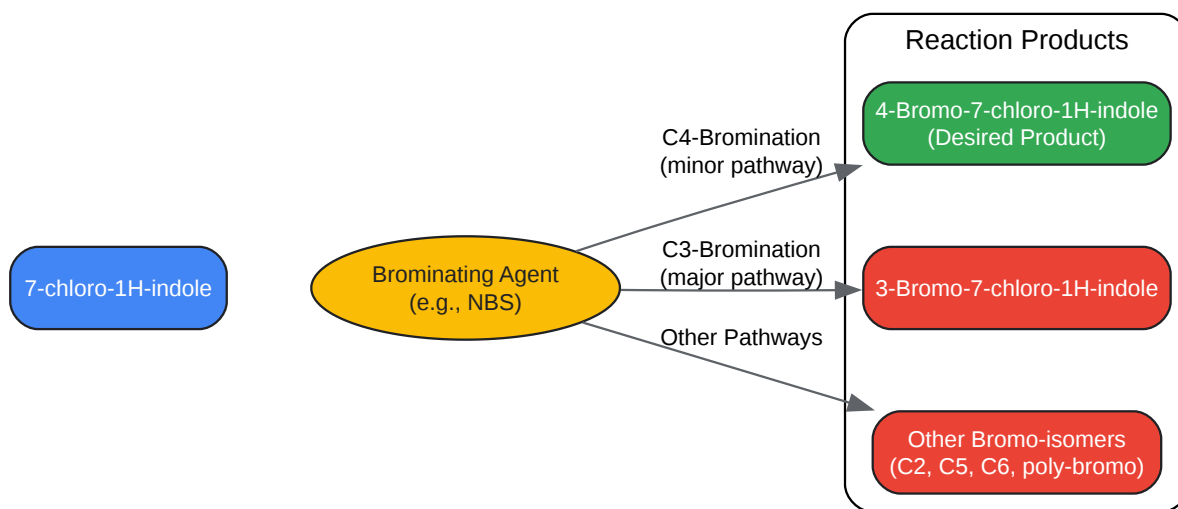 Reaction Products
4-Bromo-7-chloro-1H-indole
(Desired Product)
C4-Bromination
(minor pathway)
7-chloro-1H-indole
Brominating Agent
(e.g., NBS)
C3-Bromination
(major pathway)
3-Bromo-7-chloro-1H-indole
Other Pathways
Other Bromo-isomers
(C2, C5, C6, poly-bromo)